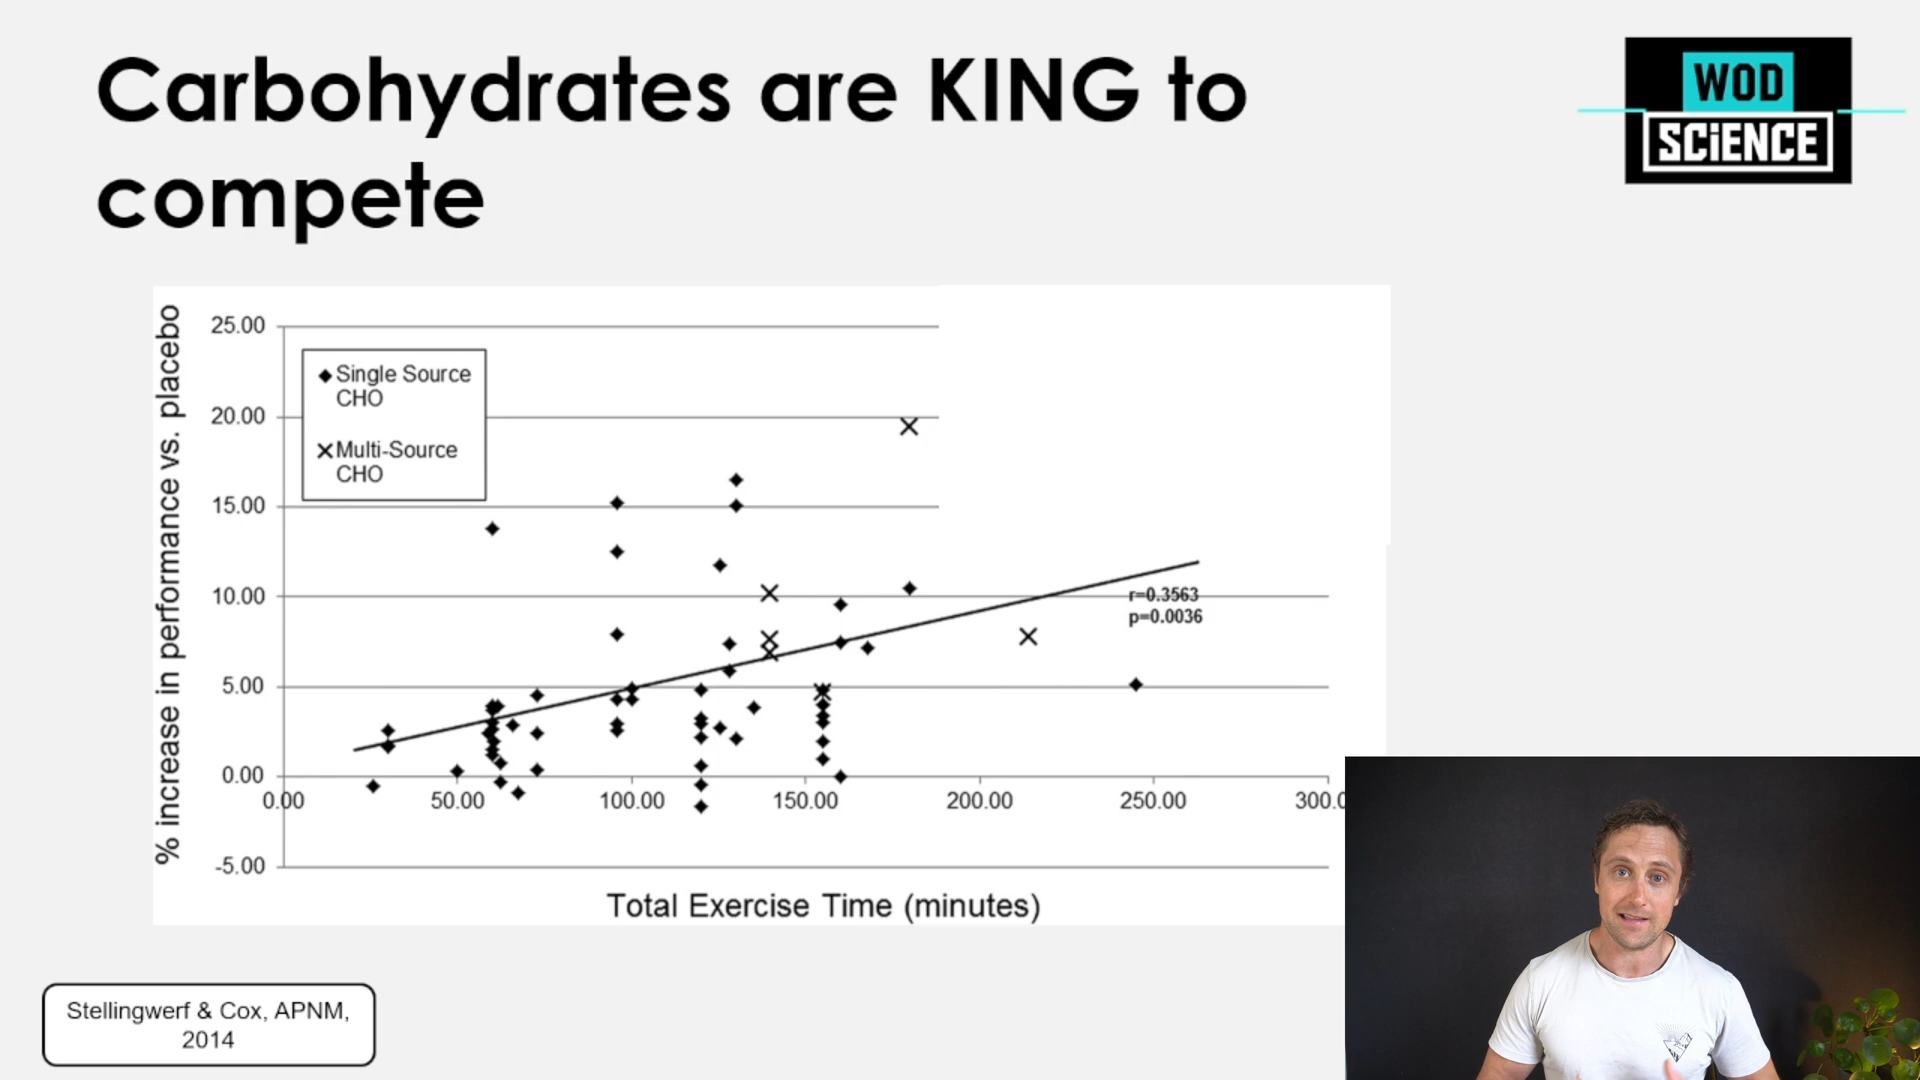 Carbohydrates are KING to
compete
WOD
SCiENCE
% increase in performance vs. placebo
25.00
20.00
15.00
10.00
5.00
0.00
-5.00
Single Source
CHO
Multi-Source
CHO
r=0.3563
p=0.0036
0.00 50.00 100.00 150.00 200.00 250.00 300.0
Total Exercise Time (minutes)
Stellingwerf & Cox, APNM,
2014